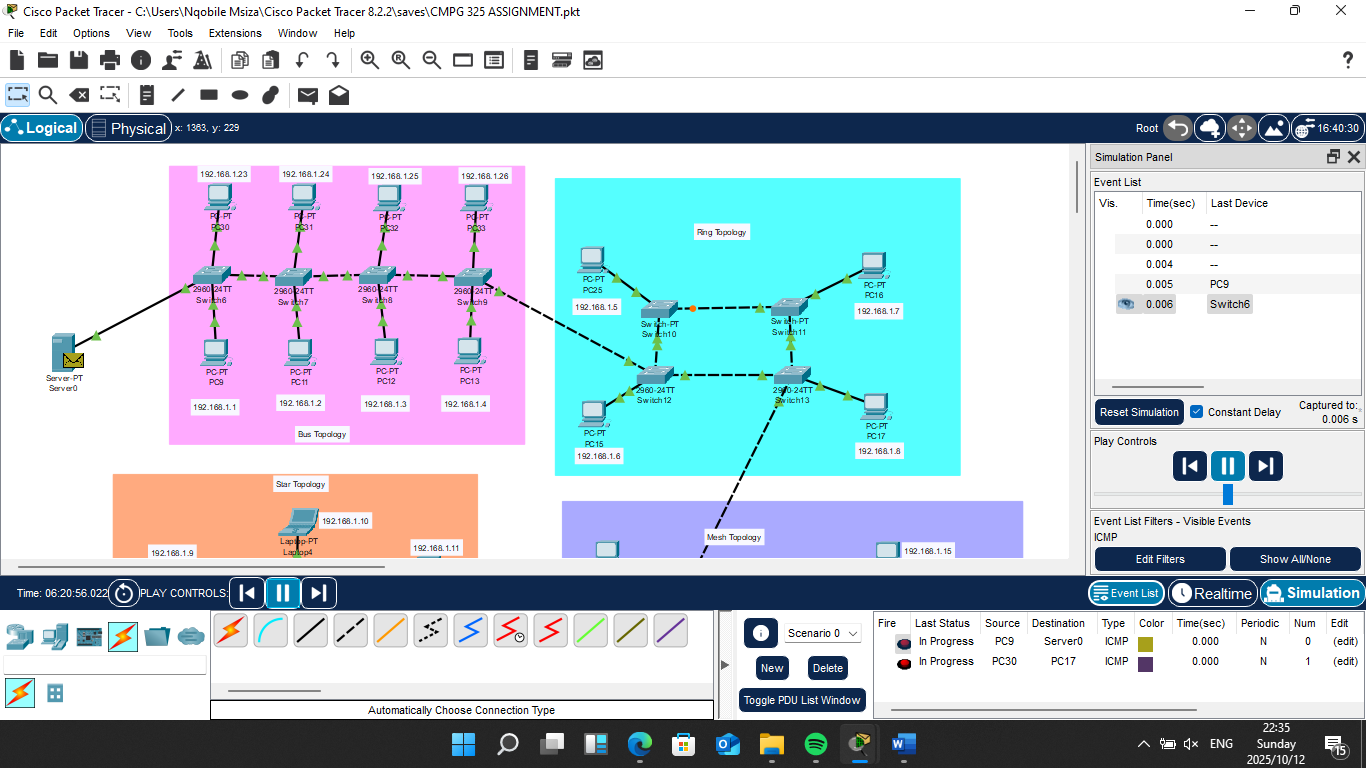 Cisco Packet Tracer - C:\Users\Nqobile Msiza\Cisco Packet Tracer 8.2.2\saves\CMPG 325 ASSIGNMENT.pkt
File Edit Options View Tools Extensions Window Help
?
Logical Physical x: 1363, y: 229 Root 16:40:30
192.168.1.23 192.168.1.24 192.168.1.25 192.168.1.26
PC-PT PC30
PC-PT PC31
PC-PT PC32
PC-PT PC33
2960-24TT Switch6
2960-24TT Switch7
2960-24TT Switch8
2960-24TT Switch9
Server-PT
Server0
PC-PT PC9
PC-PT PC11
PC-PT PC12
PC-PT PC13
192.168.1.1 192.168.1.2 192.168.1.3 192.168.1.4
Bus Topology
Ring Topology
PC-PT PC25
192.168.1.5
PC-PT PC16
192.168.1.7
Switch-PT Switch10
Switch-PT Switch11
2960-24TT Switch12
2960-24TT Switch13
PC-PT PC15
192.168.1.6
PC-PT PC17
192.168.1.8
Star Topology
192.168.1.10
Laptop-PT
Laptop4
192.168.1.9
192.168.1.11
Mesh Topology
192.168.1.15
Simulation Panel
Event List
Vis. Time(sec) Last Device
0.000 --
0.000 --
0.004 --
0.005 PC9
0.006 Switch6
Reset Simulation Constant Delay Captured to:
0.006 s
Play Controls
Event List Filters - Visible Events
ICMP
Edit Filters Show All/None
Time: 06:20:56.022 PLAY CONTROLS: Event List Realtime Simulation
Automatically Choose Connection Type
Scenario 0
New Delete
Toggle PDU List Window
Fire Last Status Source Destination Type Color Time(sec) Periodic Num Edit
In Progress PC9 Server0 ICMP 0.000 N 0 (edit)
In Progress PC30 PC17 ICMP 0.000 N 1 (edit)
ENG
22:35
Sunday
2025/10/12
15